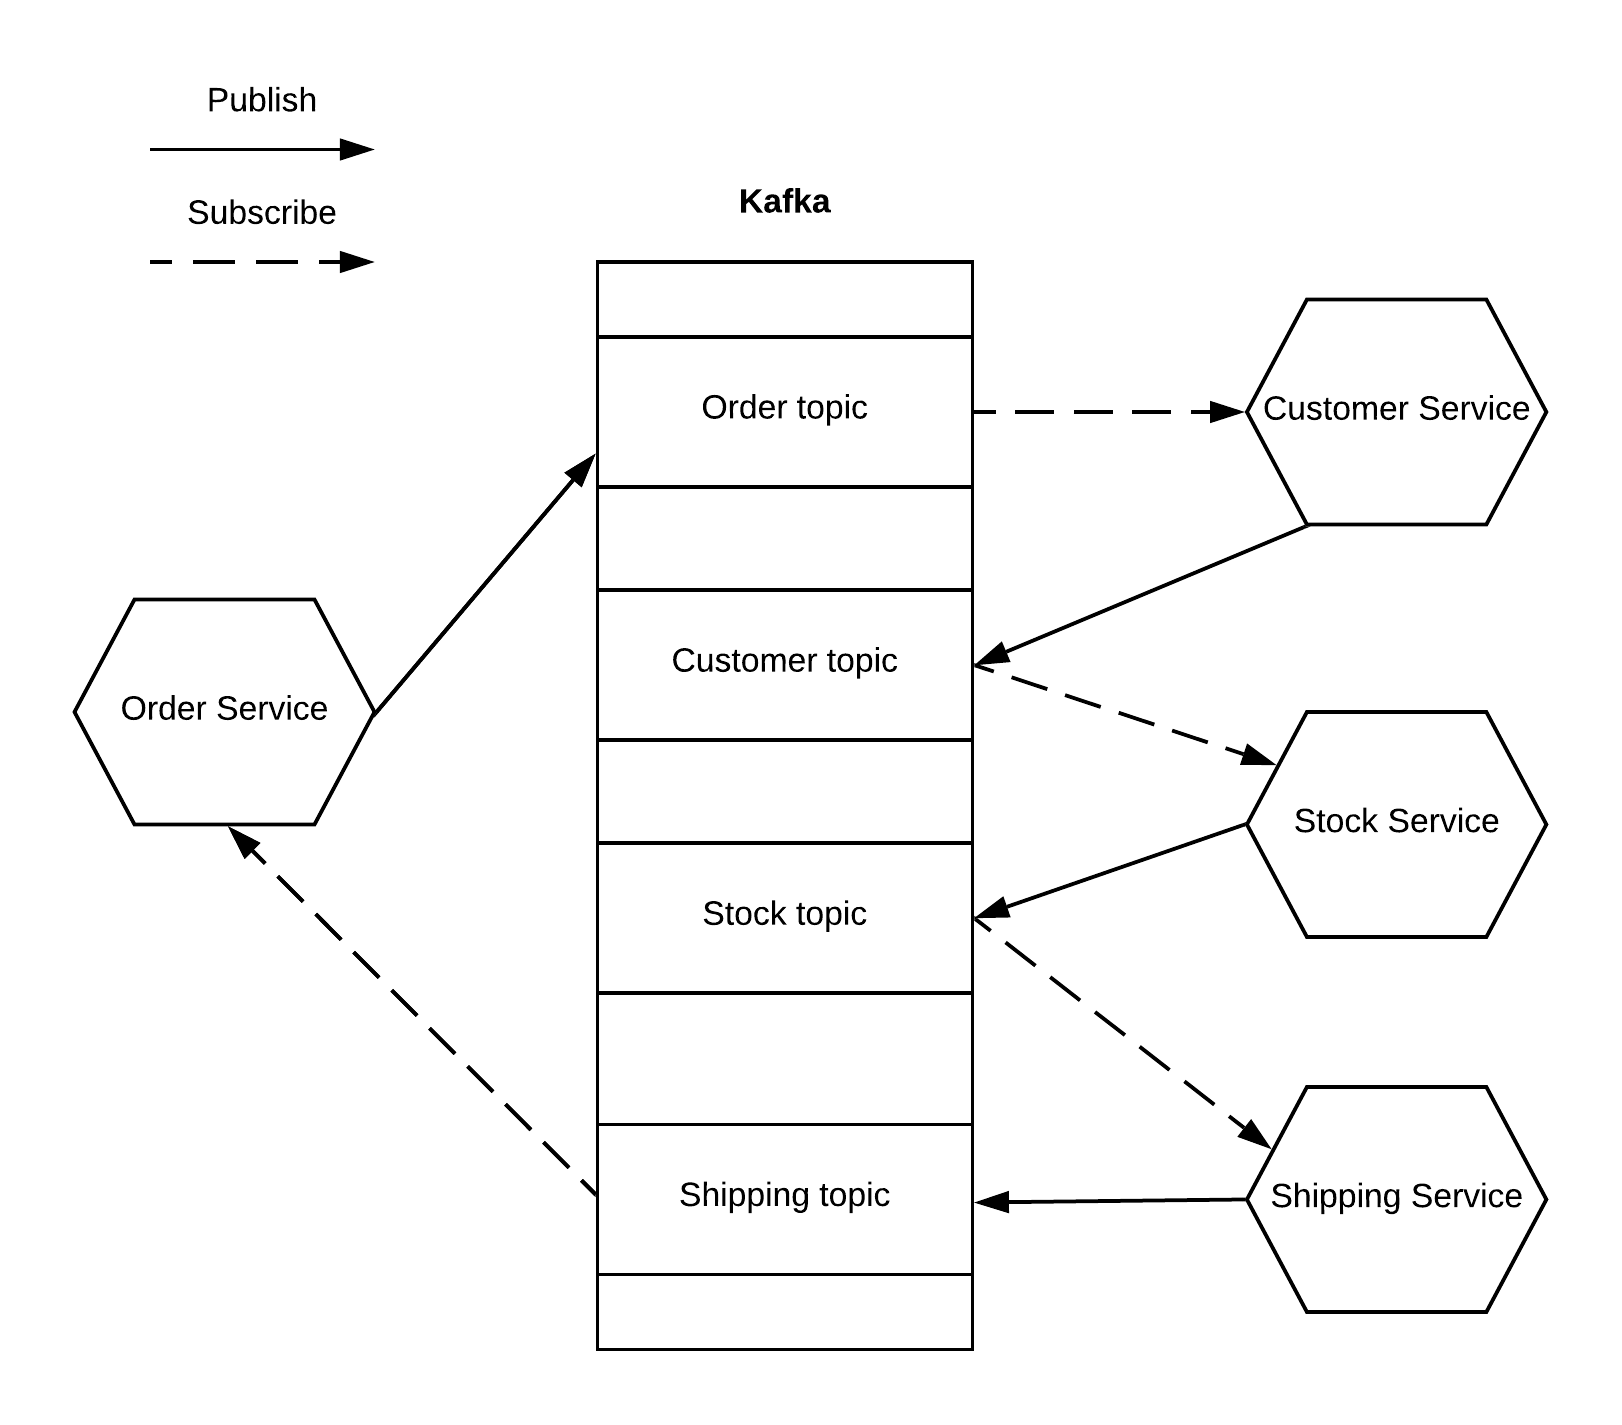 Publish
Subscribe
Kafka
Order topic
Customer Service
Customer topic
Order Service
Stock Service
Stock topic
Shipping topic
Shipping Service